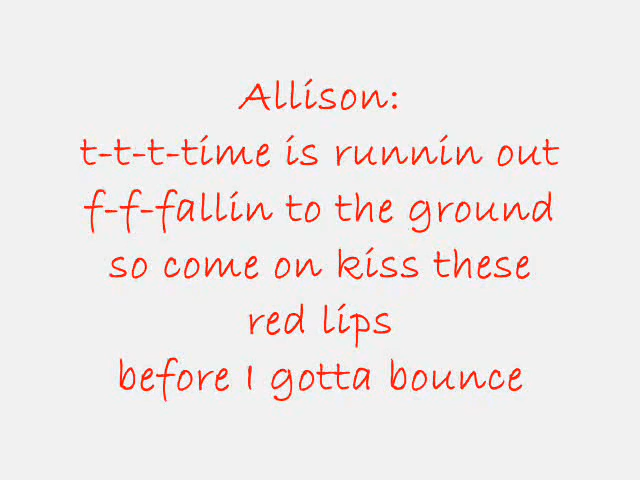 Allison:
t-t-t-time is runnin out
f-f-fallin to the ground
so come on kiss these
red lips
before I gotta bounce